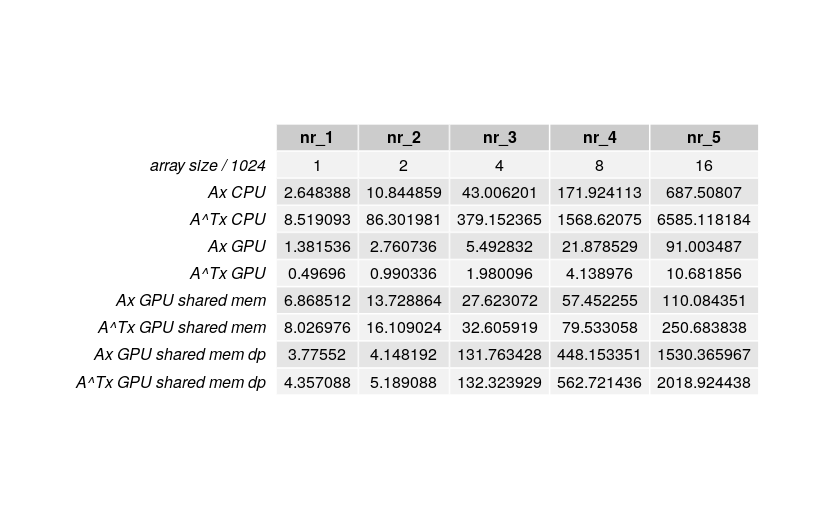 nr_1 nr_2 nr_3 nr_4 nr_5
array size / 1024 1 2 4 8 16
Ax CPU 2.648388 10.844859 43.006201 171.924113 687.50807
A^Tx CPU 8.519093 86.301981 379.152365 1568.62075 6585.118184
Ax GPU 1.381536 2.760736 5.492832 21.878529 91.003487
A^Tx GPU 0.49696 0.990336 1.980096 4.138976 10.681856
Ax GPU shared mem 6.868512 13.728864 27.623072 57.452255 110.084351
A^Tx GPU shared mem 8.026976 16.109024 32.605919 79.533058 250.683838
Ax GPU shared mem dp 3.77552 4.148192 131.763428 448.153351 1530.365967
A^Tx GPU shared mem dp 4.357088 5.189088 132.323929 562.721436 2018.924438